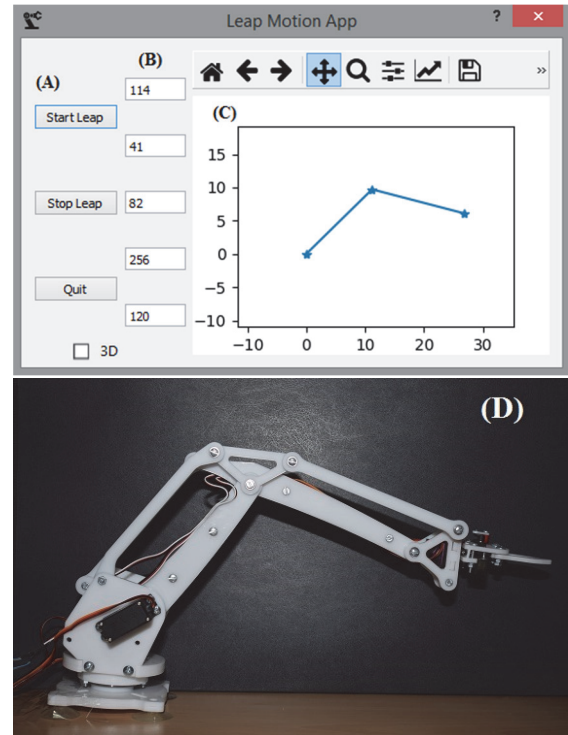 Leap Motion App
?
(A)
(B)
Start Leap
Stop Leap
Quit
3D
114
41
82
256
120
(C)
15
10
5
0
−5
−10
−10 0 10 20 30
(D)